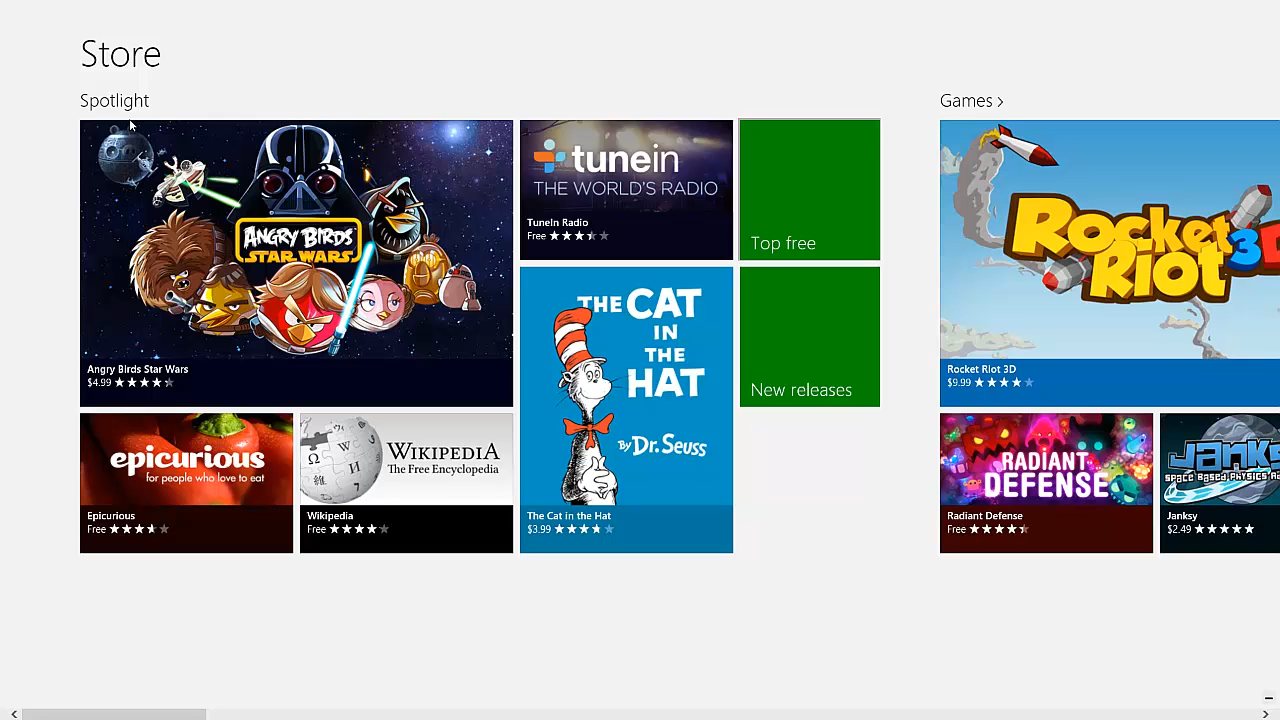 Store
Spotlight
ANGRY BIRDS
STAR WARS
Angry Birds Star Wars
$4.99
tunein
THE WORLD'S RADIO
TuneIn Radio
Free
Top free
THE CAT
IN
THE
HAT
By Dr. Seuss
The Cat in the Hat
$3.99
New releases
epicurious
for people who love to eat
Epicurious
Free
WIKIPEDIA
The Free Encyclopedia
Wikipedia
Free
Games
Rocket
Riot
3D
Rocket Riot 3D
$9.99
RADIANT
DEFENSE
Radiant Defense
Free
Janksy
$2.49